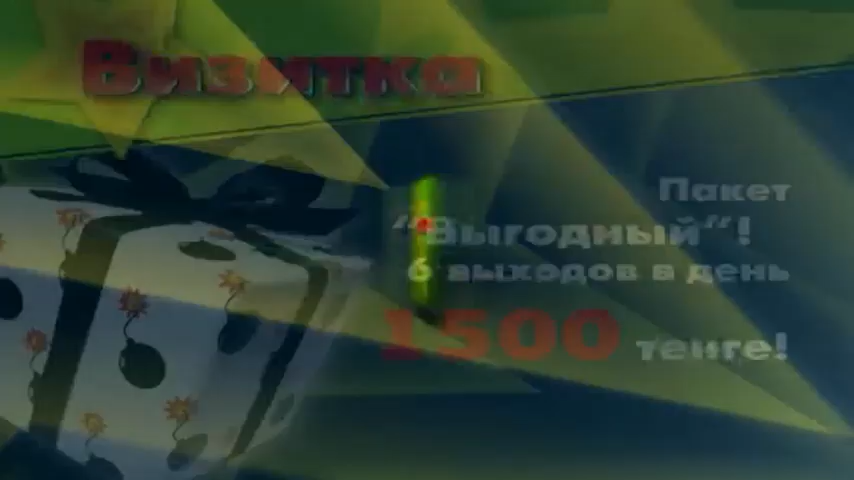 Визитка
Пакет
“Выгодный“!
6 выходов в день
1500 тенге!